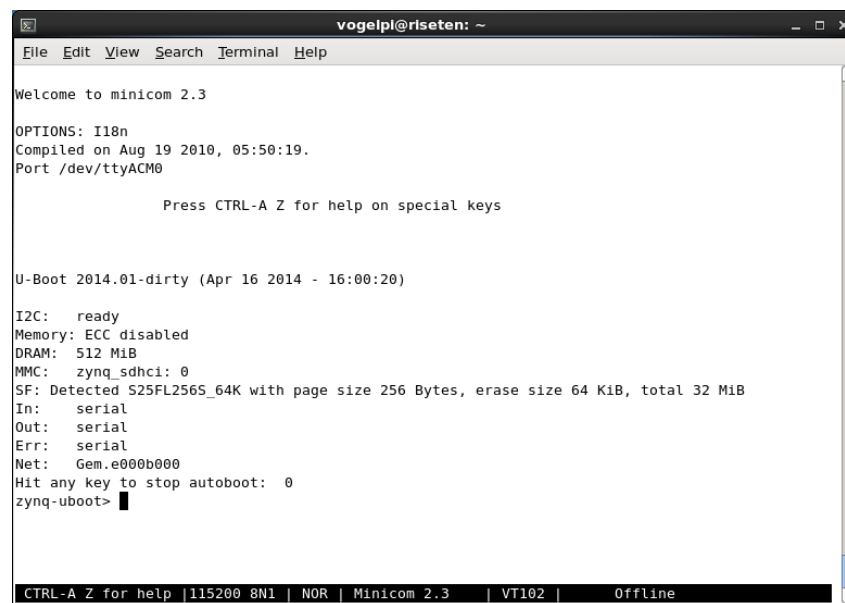 vogelpi@riseten: ~
File Edit View Search Terminal Help
Welcome to minicom 2.3
OPTIONS: I18n
Compiled on Aug 19 2010, 05:50:19.
Port /dev/ttyACM0
Press CTRL-A Z for help on special keys
U-Boot 2014.01-dirty (Apr 16 2014 - 16:00:20)
I2C:   ready
Memory: ECC disabled
DRAM:  512 MiB
MMC:   zynq_sdhci: 0
SF: Detected S25FL256S_64K with page size 256 Bytes, erase size 64 KiB, total 32 MiB
In:    serial
Out:   serial
Err:   serial
Net:   Gem.e000b000
Hit any key to stop autoboot:  0
zynq-uboot>
CTRL-A Z for help |115200 8N1 | NOR | Minicom 2.3    | VT102 |      Offline